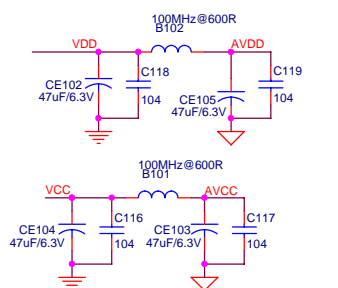 100MHz@600R
B102
VDD
AVDD
C118
C119
CE102
47uF/6.3V
104
CE105
47uF/6.3V
104
100MHz@600R
B101
VCC
AVCC
C116
C117
CE104
47uF/6.3V
104
CE103
47uF/6.3V
104